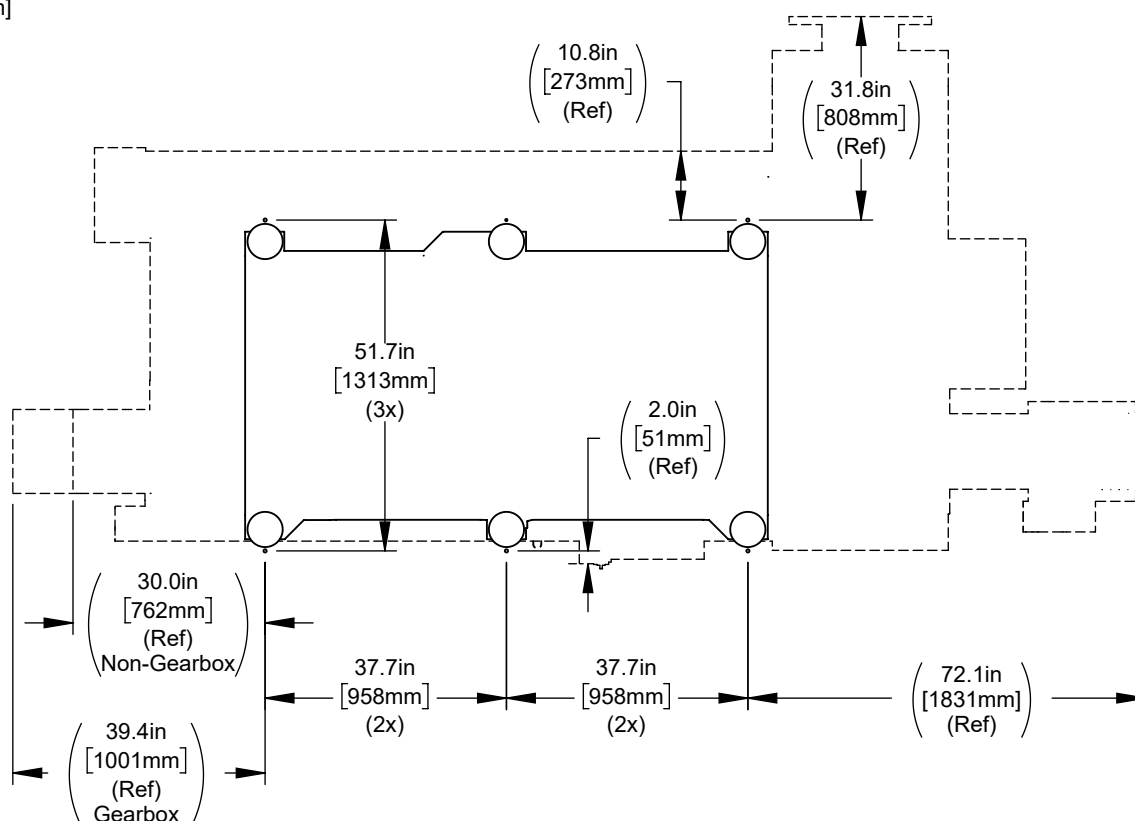 m]
10.8in
[273mm]
(Ref)
31.8in
[808mm]
(Ref)
51.7in
[1313mm]
(3x)
2.0in
[51mm]
(Ref)
30.0in
[762mm]
(Ref)
Non-Gearbox
37.7in
[958mm]
(2x)
37.7in
[958mm]
(2x)
72.1in
[1831mm]
(Ref)
39.4in
[1001mm]
(Ref)
Gearbox